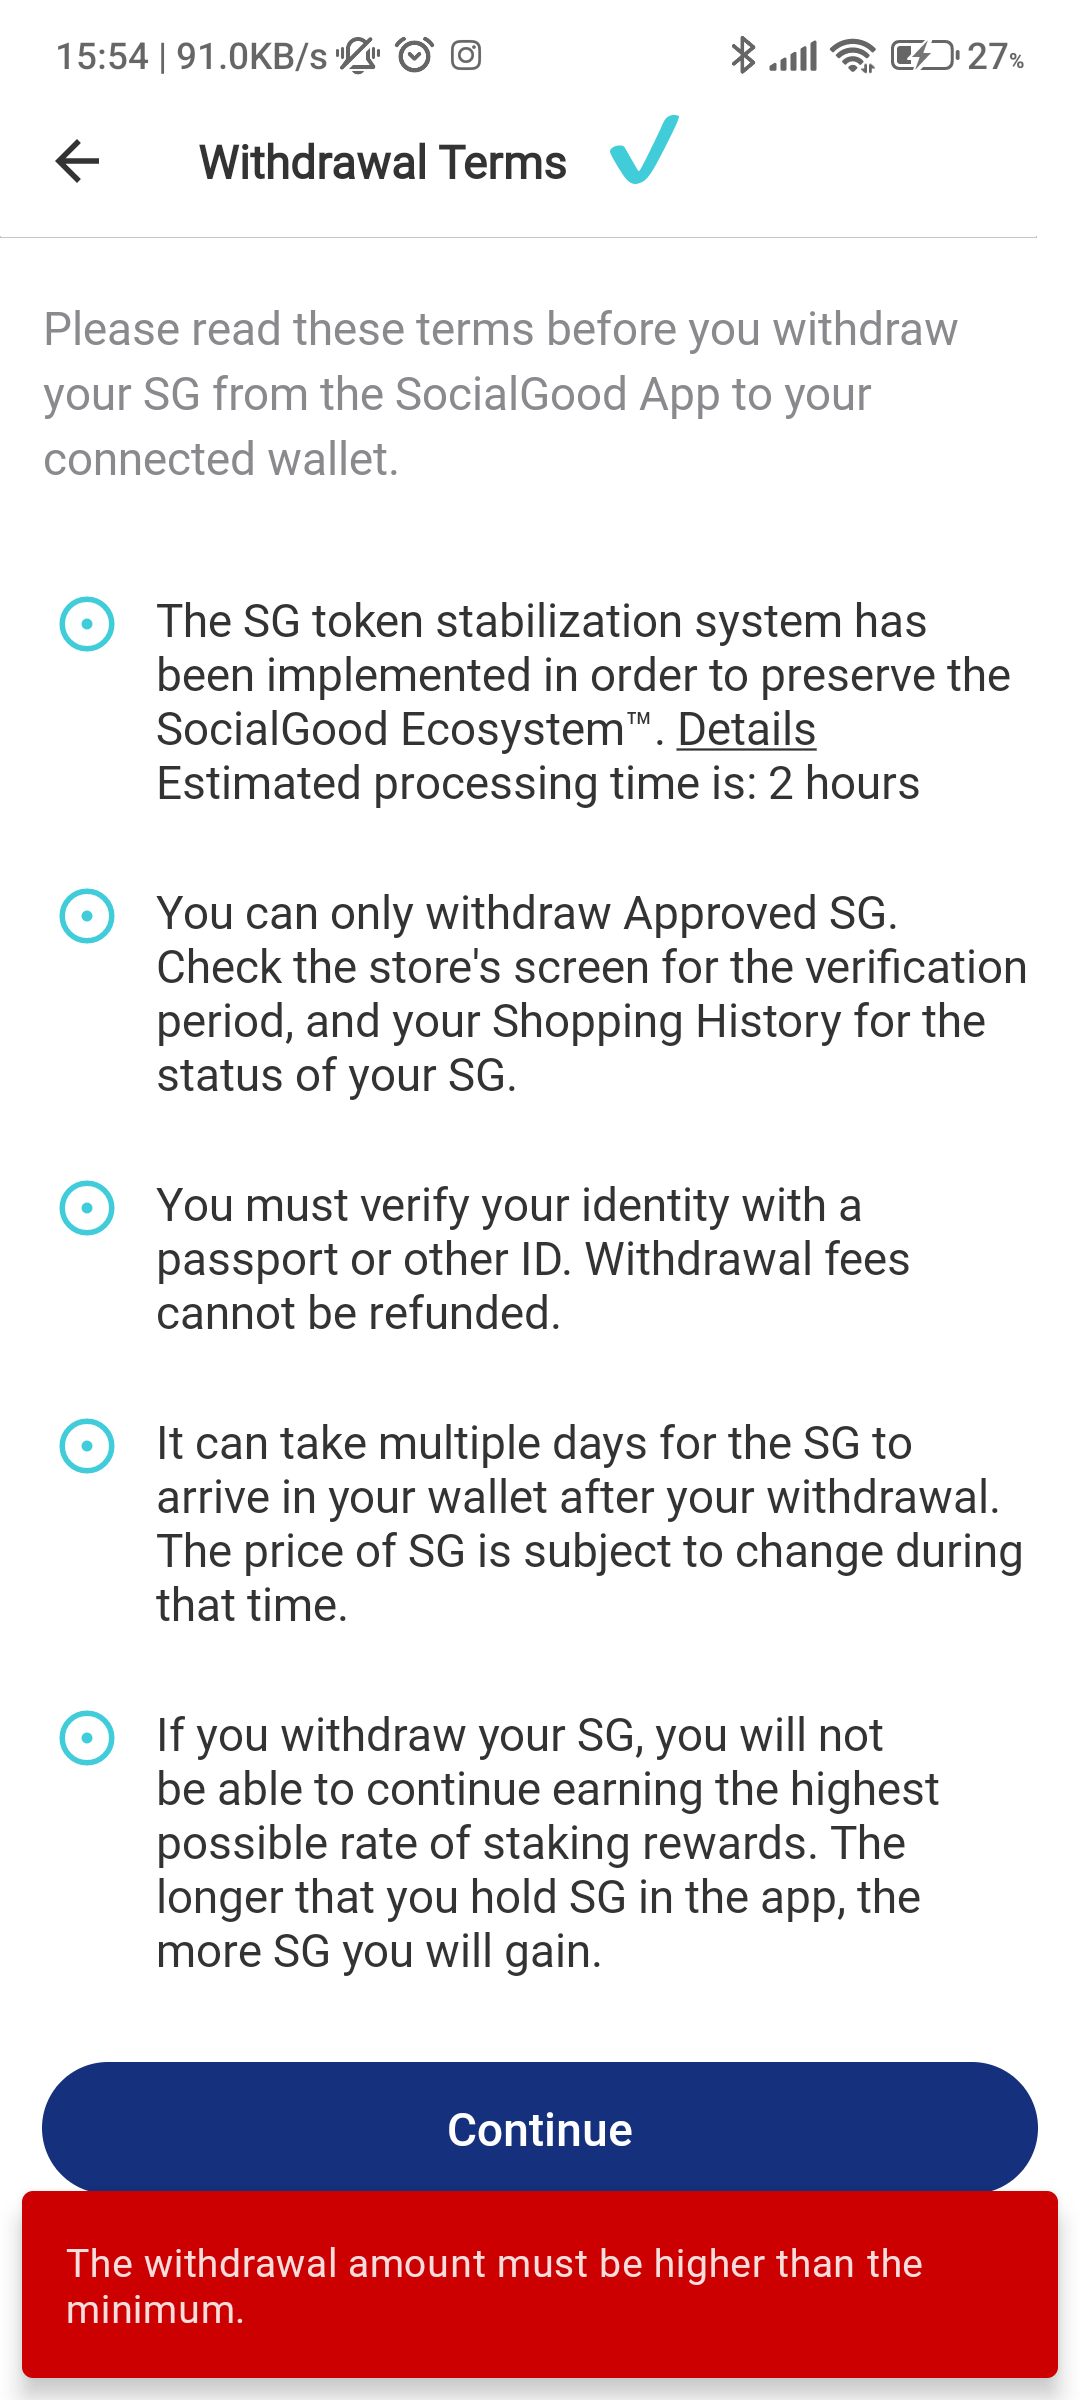 15:54 | 91.0KB/s 27%
Withdrawal Terms
Please read these terms before you withdraw
your SG from the SocialGood App to your
connected wallet.
The SG token stabilization system has
been implemented in order to preserve the
SocialGood Ecosystem™. Details
Estimated processing time is: 2 hours
You can only withdraw Approved SG.
Check the store's screen for the verification
period, and your Shopping History for the
status of your SG.
You must verify your identity with a
passport or other ID. Withdrawal fees
cannot be refunded.
It can take multiple days for the SG to
arrive in your wallet after your withdrawal.
The price of SG is subject to change during
that time.
If you withdraw your SG, you will not
be able to continue earning the highest
possible rate of staking rewards. The
longer that you hold SG in the app, the
more SG you will gain.
Continue
The withdrawal amount must be higher than the
minimum.